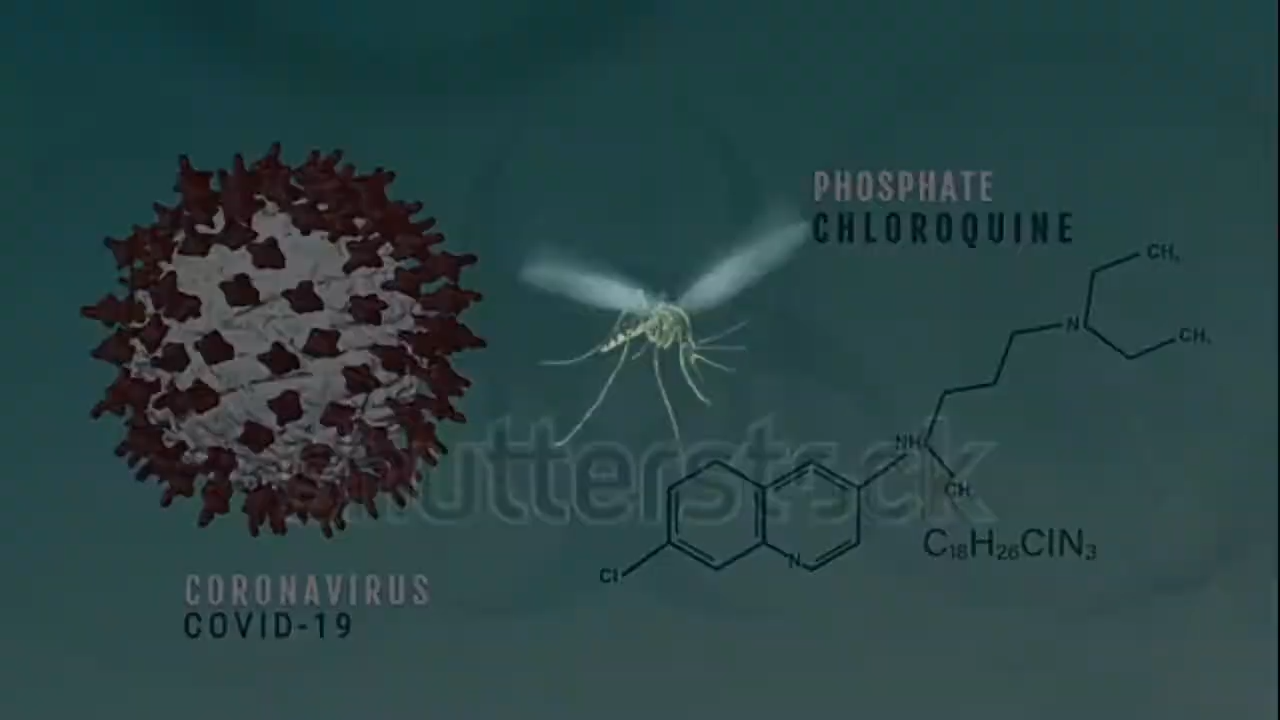 PHOSPHATE
CHLOROQUINE
CH₃
CH₃
N
NH
CH
Cl
N
C₁₈H₂₆ClN₃
shutterstock
CORONAVIRUS
COVID-19